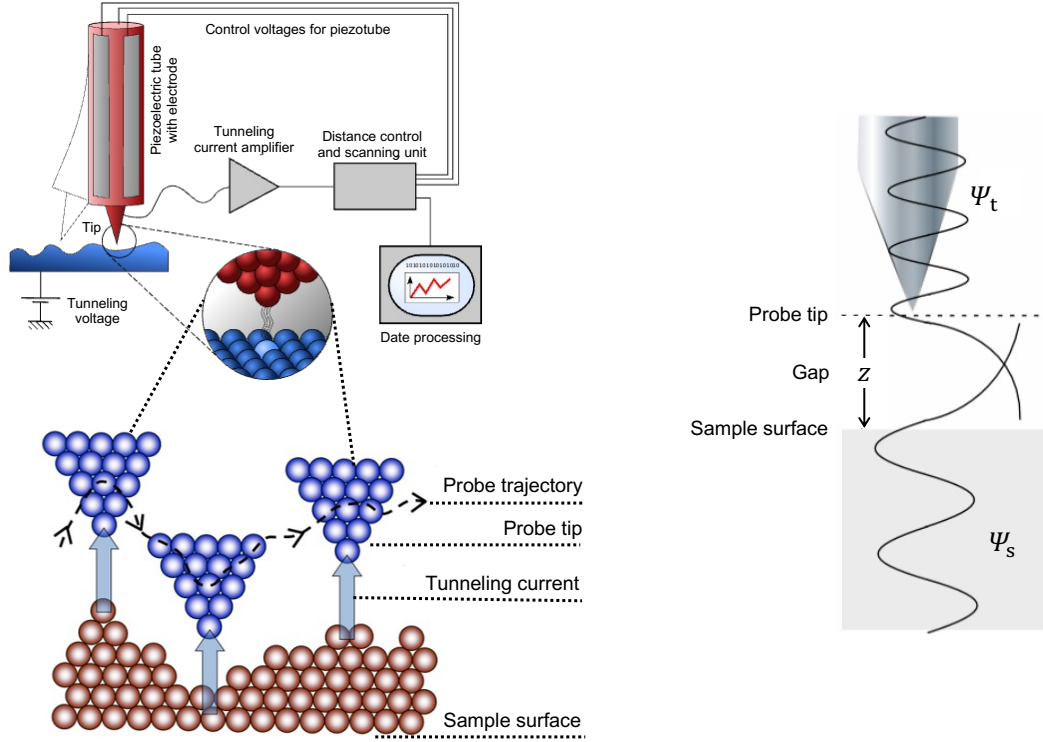 Control voltages for piezotube
Piezoelectric tube
with electrode
Tunneling
current amplifier
Distance control
and scanning unit
Tip
Tunneling
voltage
1010101010101010
Date processing
Probe trajectory
Probe tip
Tunneling current
Sample surface
Ψt
Probe tip
Gap
z
Sample surface
Ψs